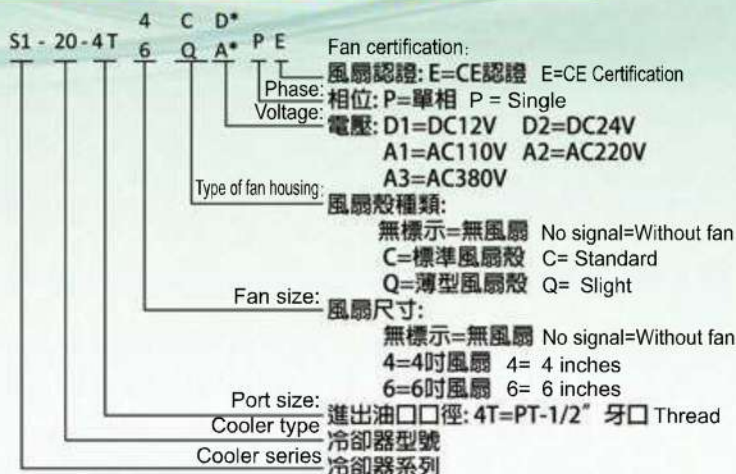 4 C D*
S1 - 20 - 4T 6 Q A* P E
Fan certification:
風扇認證: E=CE認證 E=CE Certification
Phase: 相位: P=單相 P = Single
Voltage: 電壓: D1=DC12V D2=DC24V
A1=AC110V A2=AC220V
A3=AC380V
Type of fan housing: 風扇殼種類:
無標示=無風扇 No signal=Without fan
C=標準風扇殼 C= Standard
Q=薄型風扇殼 Q= Slight
Fan size: 風扇尺寸:
無標示=無風扇 No signal=Without fan
4=4吋風扇 4= 4 inches
6=6吋風扇 6= 6 inches
Port size: 進出油口口徑: 4T=PT-1/2" 牙口 Thread
Cooler type 冷卻器型號
Cooler series 冷卻器系列